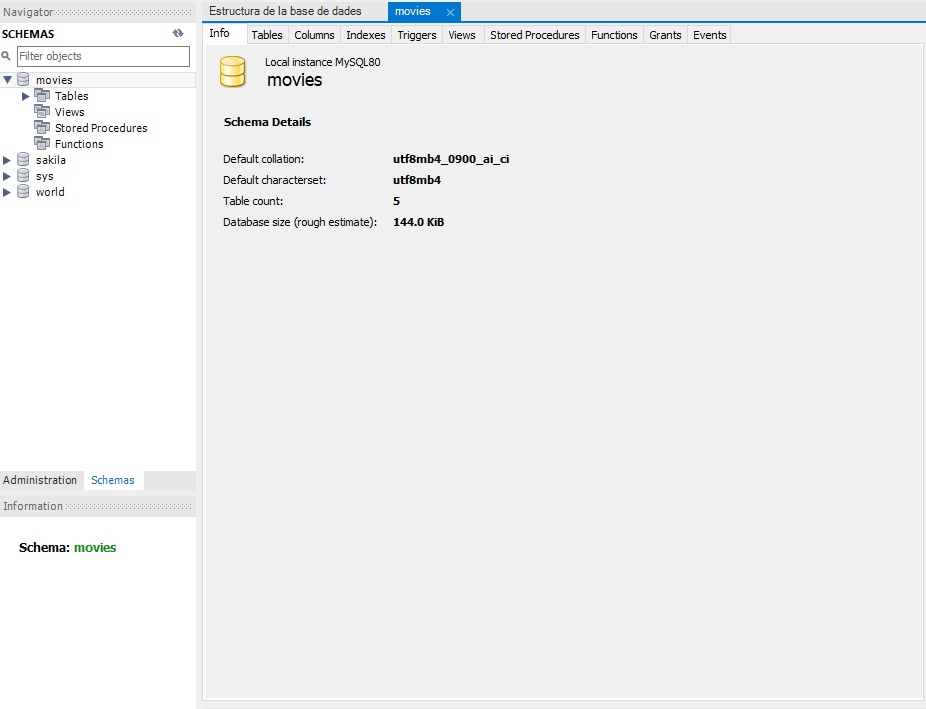 Navigator
SCHEMAS
Filter objects
movies
Tables
Views
Stored Procedures
Functions
sakila
sys
world
Administration Schemas
Information
Schema: movies
Estructura de la base de dades movies
Info Tables Columns Indexes Triggers Views Stored Procedures Functions Grants Events
Local instance MySQL80
movies
Schema Details
Default collation: utf8mb4_0900_ai_ci
Default characterset: utf8mb4
Table count: 5
Database size (rough estimate): 144.0 KiB